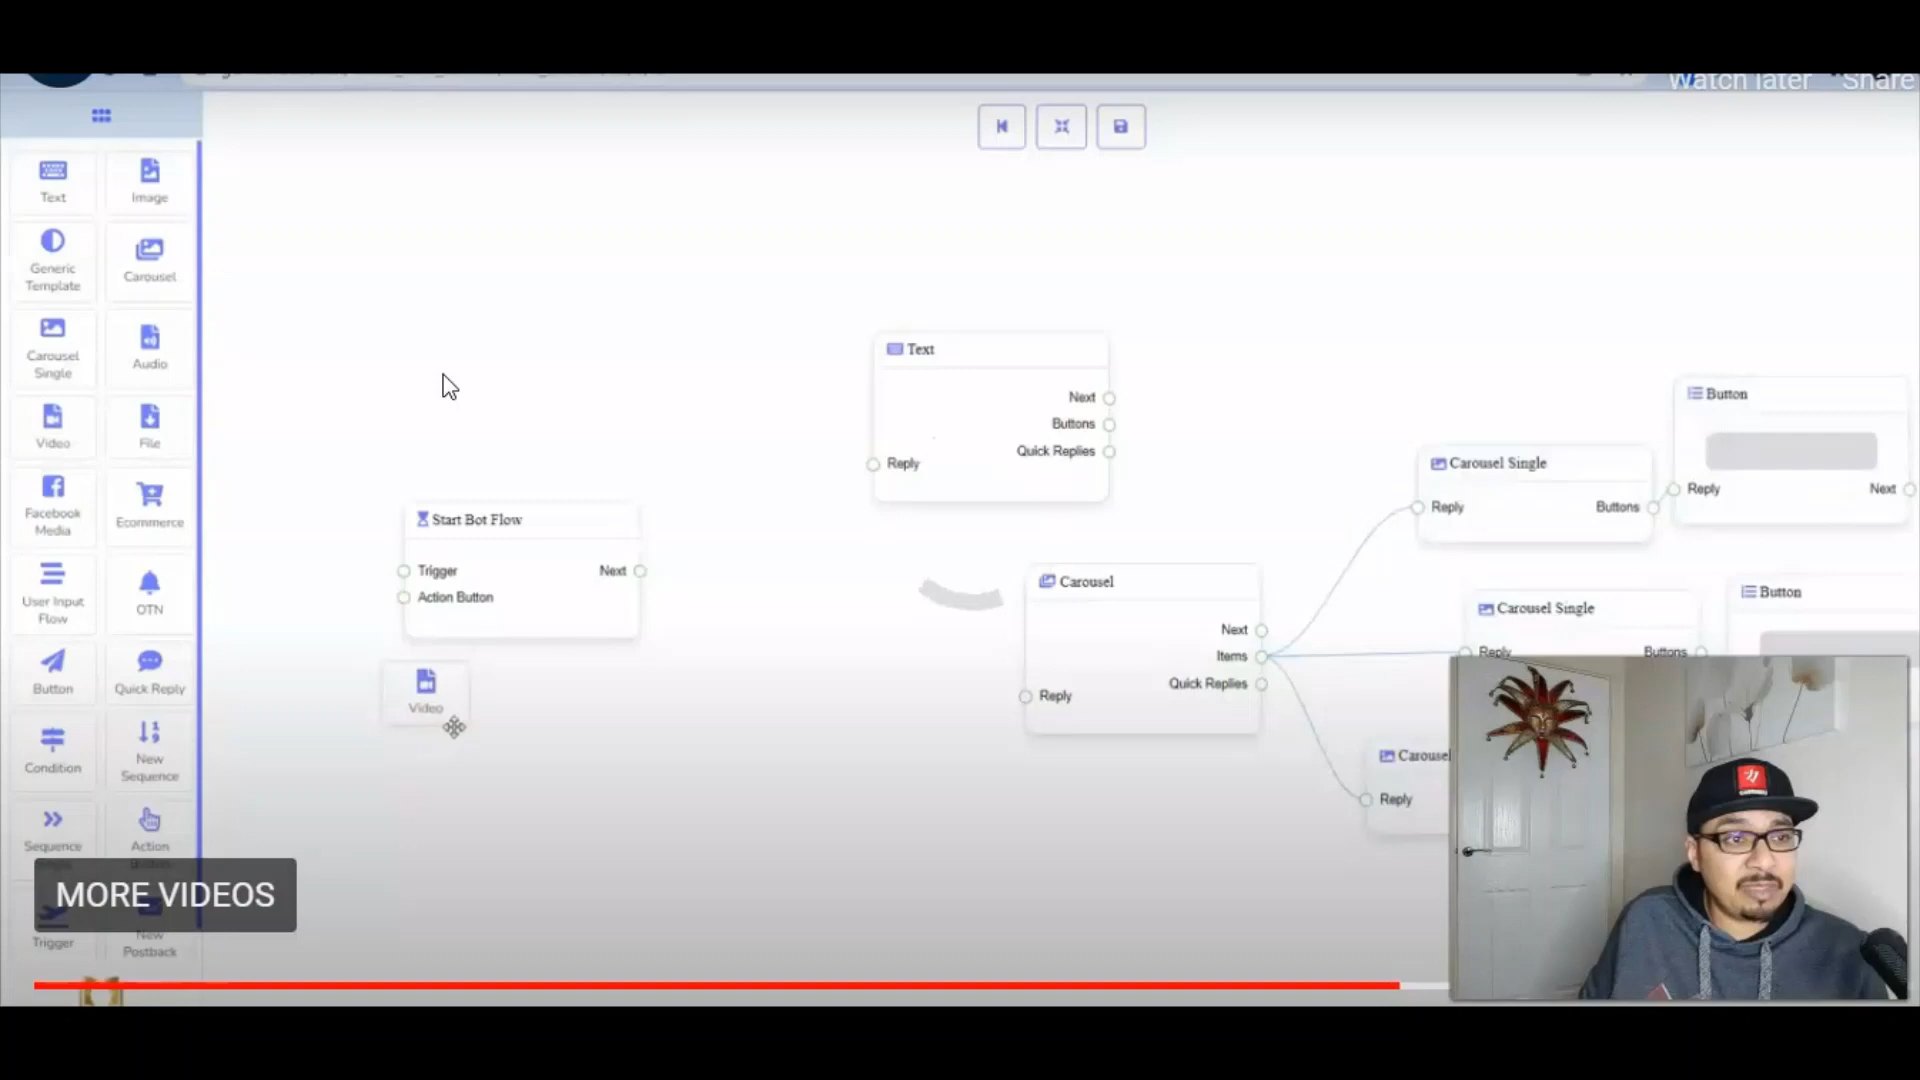 Watch later
Share
Text
Image
Generic
Template
Carousel
Carousel
Single
Audio
Video
File
Facebook
Media
Ecommerce
User Input
Flow
OTN
Button
Quick Reply
Condition
New
Sequence
Sequence
Action
MORE VIDEOS
Trigger
New
Postback
Start Bot Flow
Trigger
Next
Action Button
Video
Text
Next
Buttons
Quick Replies
Reply
Carousel
Next
Items
Quick Replies
Reply
Carousel Single
Reply
Buttons
Button
Reply
Next
Carousel Single
Reply
Buttons
Button
Carousel
Reply